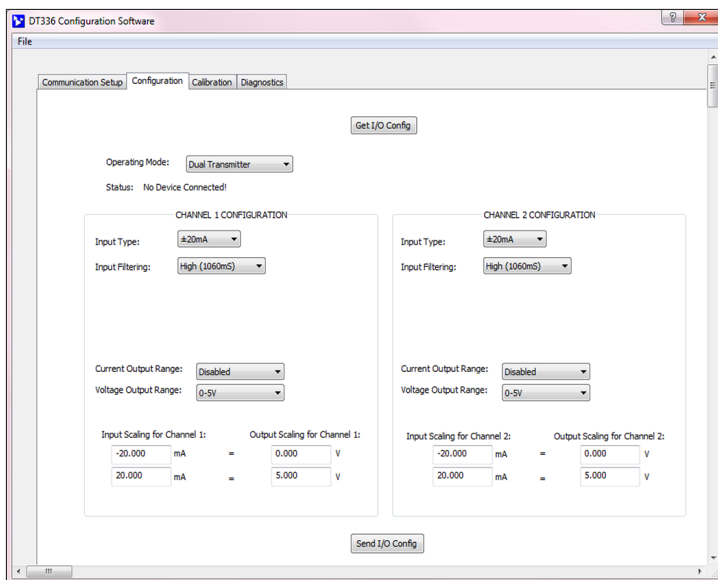 DT336 Configuration Software
File
Communication Setup Configuration Calibration Diagnostics
Get I/O Config
Operating Mode: Dual Transmitter
Status: No Device Connected!
CHANNEL 1 CONFIGURATION
Input Type: ±20mA
Input Filtering: High (1060mS)
Current Output Range: Disabled
Voltage Output Range: 0-5V
Input Scaling for Channel 1: Output Scaling for Channel 1:
-20.000 mA = 0.000 V
20.000 mA = 5.000 V
CHANNEL 2 CONFIGURATION
Input Type: ±20mA
Input Filtering: High (1060mS)
Current Output Range: Disabled
Voltage Output Range: 0-5V
Input Scaling for Channel 2: Output Scaling for Channel 2:
-20.000 mA = 0.000 V
20.000 mA = 5.000 V
Send I/O Config